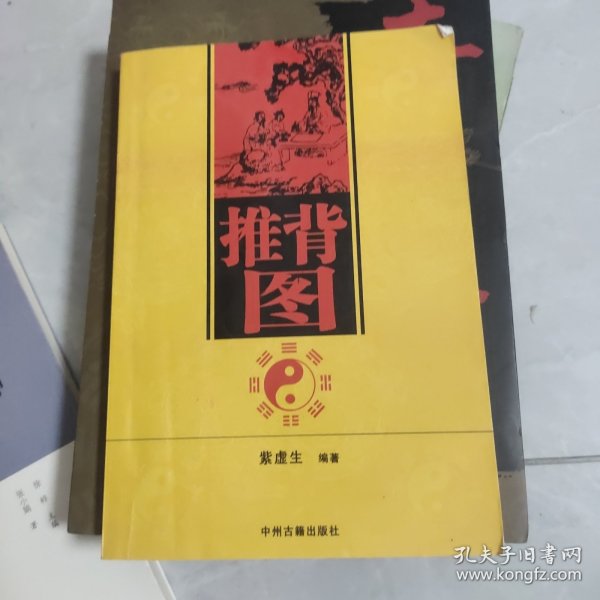 推背
图
紫虚生 编著
中州古籍出版社
孔夫子旧书网
www.kongfz.com